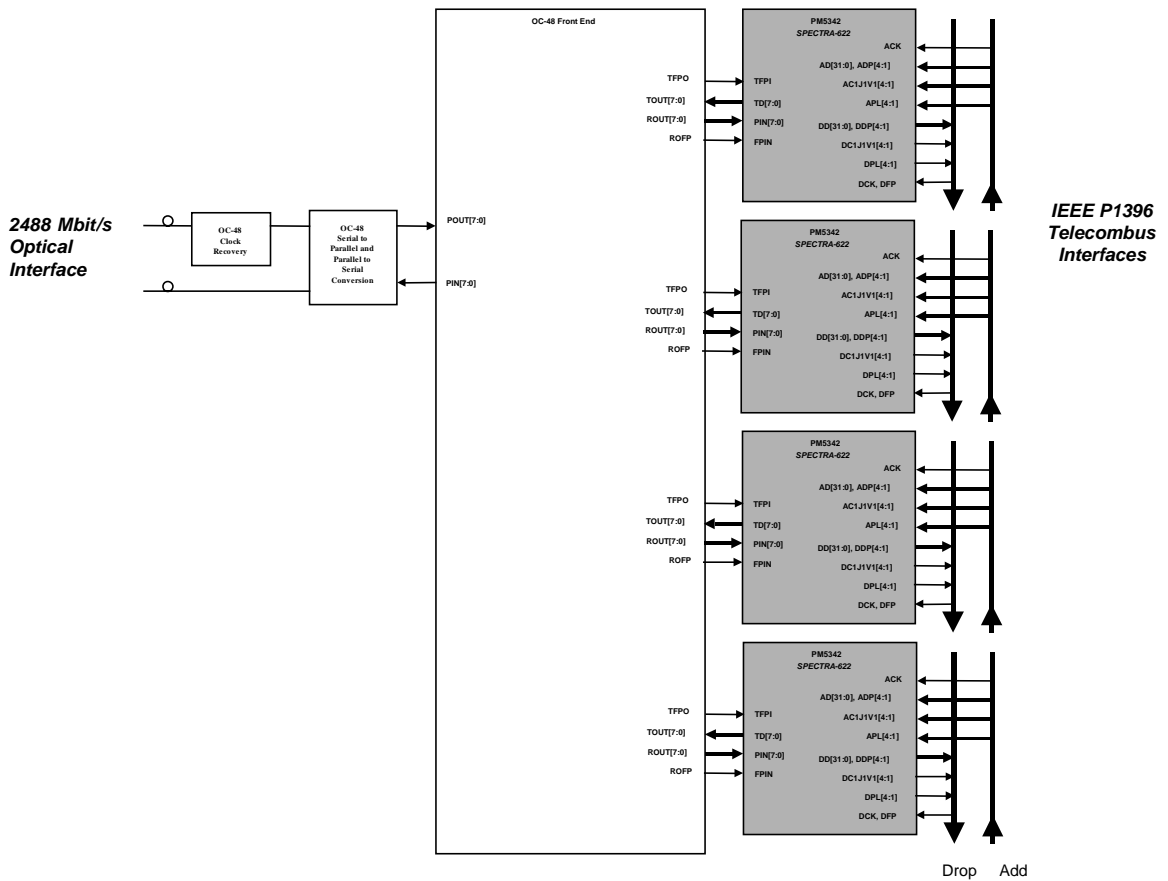 OC-48 Front End
2488 Mbit/s
Optical
Interface
OC-48
Clock
Recovery
OC-48
Serial to
Parallel and
Parallel to
Serial
Conversion
POUT[7:0]
PIN[7:0]
TFPO
TOUT[7:0]
ROUT[7:0]
ROFP
PM5342
SPECTRA-622
ACK
AD[31:0], ADP[4:1]
TFPI
AC1J1V1[4:1]
TD[7:0]
APL[4:1]
PIN[7:0]
DD[31:0], DDP[4:1]
FPIN
DC1J1V1[4:1]
DPL[4:1]
DCK, DFP
TFPO
TOUT[7:0]
ROUT[7:0]
ROFP
PM5342
SPECTRA-622
ACK
AD[31:0], ADP[4:1]
TFPI
AC1J1V1[4:1]
TD[7:0]
APL[4:1]
PIN[7:0]
DD[31:0], DDP[4:1]
FPIN
DC1J1V1[4:1]
DPL[4:1]
DCK, DFP
TFPO
TOUT[7:0]
ROUT[7:0]
ROFP
PM5342
SPECTRA-622
ACK
AD[31:0], ADP[4:1]
TFPI
AC1J1V1[4:1]
TD[7:0]
APL[4:1]
PIN[7:0]
DD[31:0], DDP[4:1]
FPIN
DC1J1V1[4:1]
DPL[4:1]
DCK, DFP
TFPO
TOUT[7:0]
ROUT[7:0]
ROFP
PM5342
SPECTRA-622
ACK
AD[31:0], ADP[4:1]
TFPI
AC1J1V1[4:1]
TD[7:0]
APL[4:1]
PIN[7:0]
DD[31:0], DDP[4:1]
FPIN
DC1J1V1[4:1]
DPL[4:1]
DCK, DFP
IEEE P1396
Telecombus
Interfaces
Drop Add